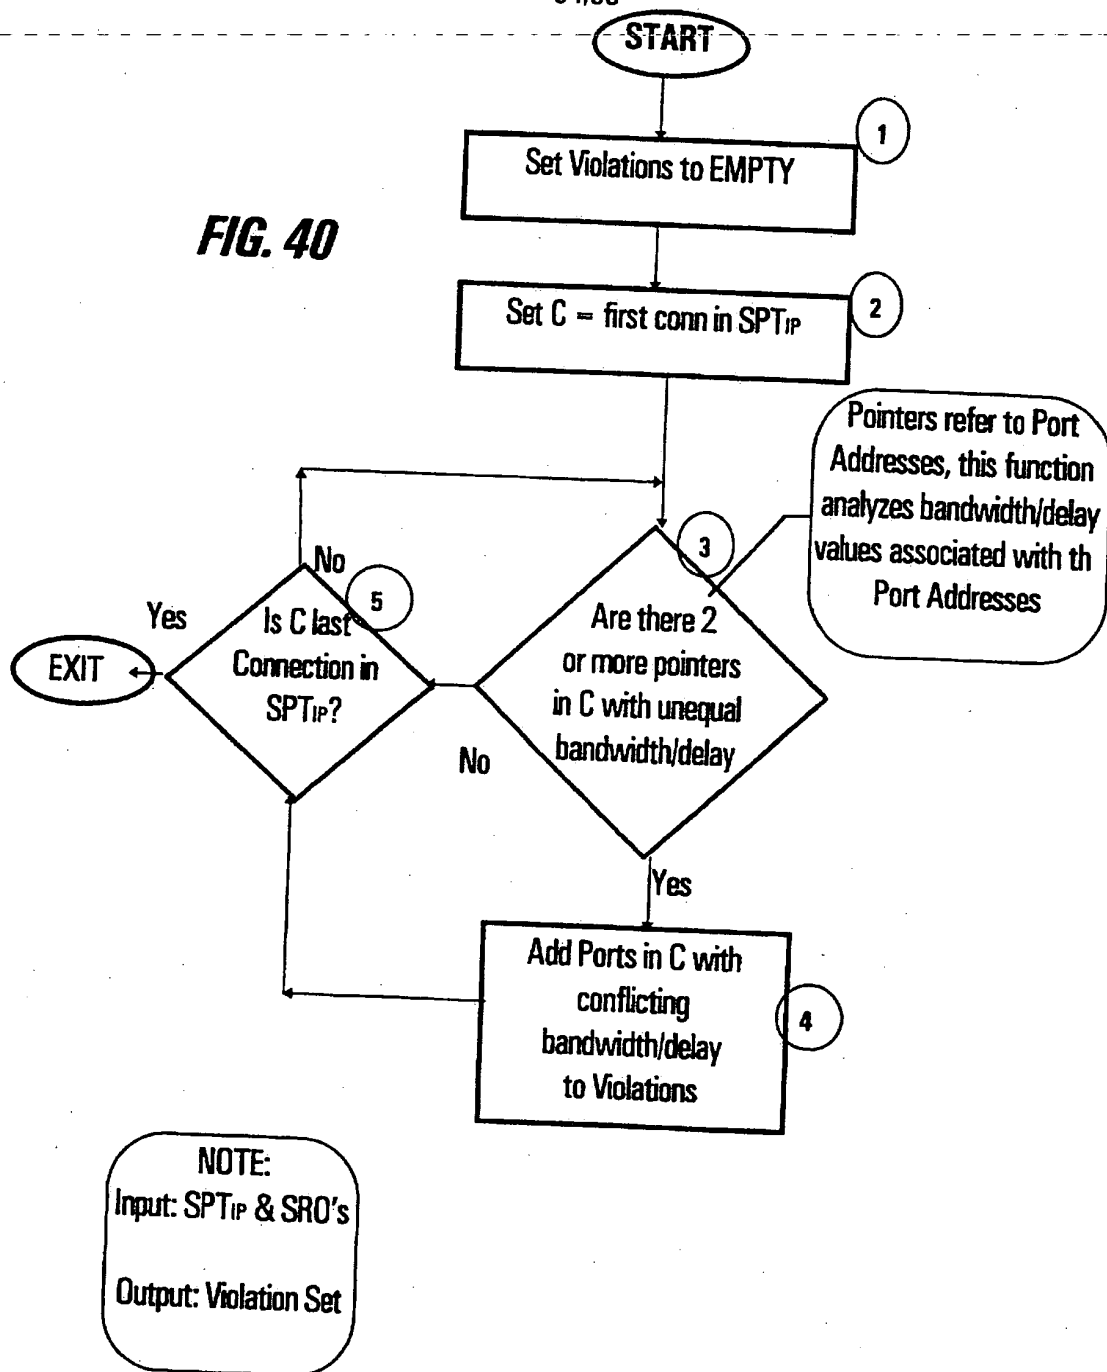 START
1
Set Violations to EMPTY
FIG. 40
2
Set C = first conn in SPTIP
Pointers refer to Port
Addresses, this function
analyzes bandwidth/delay
values associated with th
Port Addresses
3
No
5
Yes
Is C last
Connection in
SPTIP?
EXIT
Are there 2
or more pointers
in C with unequal
bandwidth/delay
No
Yes
Add Ports in C with
conflicting
bandwidth/delay
to Violations
4
NOTE:
Input: SPTIP & SRO's
Output: Violation Set